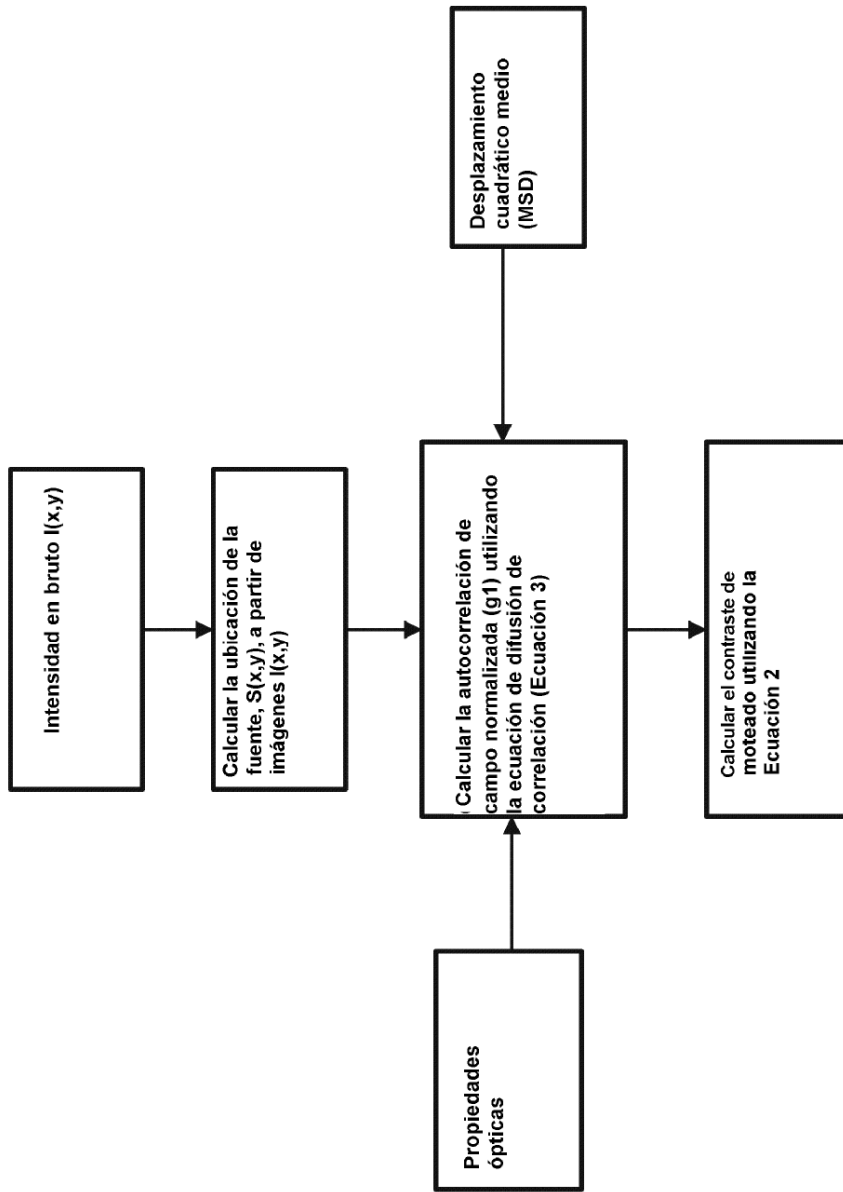 Intensidad en bruto I(x,y)
Calcular la ubicación de la
fuente, S(x,y), a partir de
imágenes I(x,y)
Propiedades
ópticas
Calcular la autocorrelación de
campo normalizada (g1) utilizando
la ecuación de difusión de
correlación (Ecuación 3)
Desplazamiento
cuadrático medio
(MSD)
Calcular el contraste de
moteado utilizando la
Ecuación 2